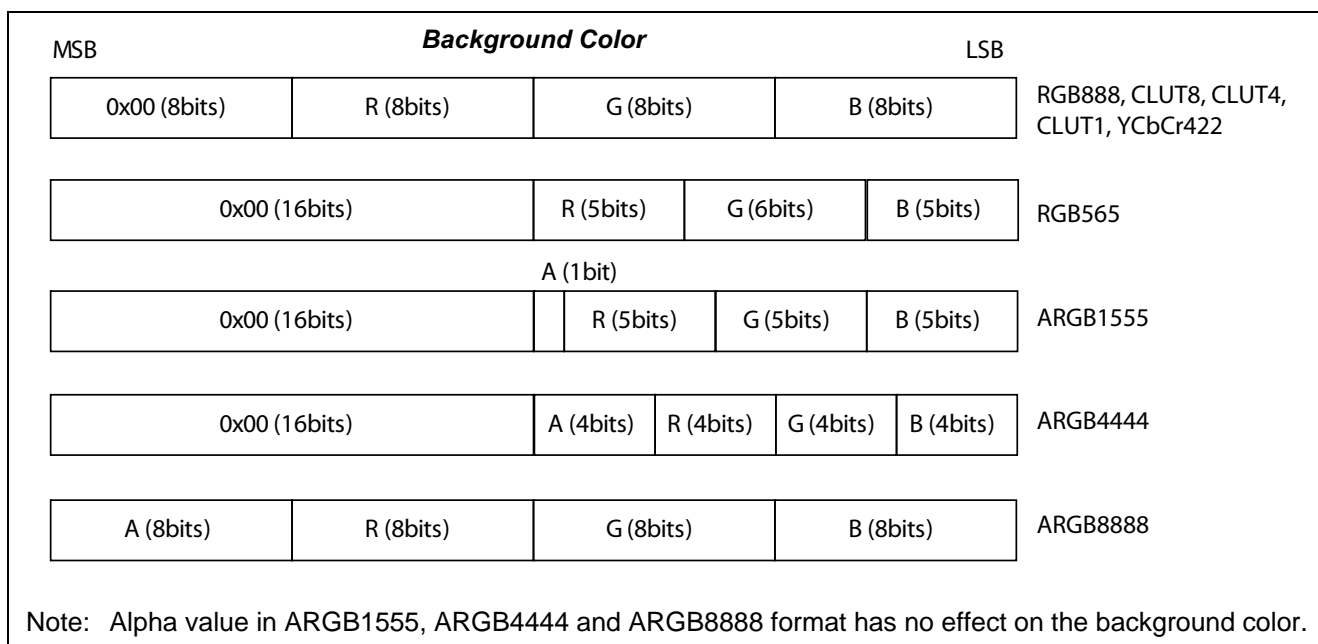 Background Color
MSB LSB
0x00 (8bits) R (8bits) G (8bits) B (8bits) RGB888, CLUT8, CLUT4,
CLUT1, YCbCr422
0x00 (16bits) R (5bits) G (6bits) B (5bits) RGB565
A (1bit)
0x00 (16bits) R (5bits) G (5bits) B (5bits) ARGB1555
0x00 (16bits) A (4bits) R (4bits) G (4bits) B (4bits) ARGB4444
A (8bits) R (8bits) G (8bits) B (8bits) ARGB8888
Note: Alpha value in ARGB1555, ARGB4444 and ARGB8888 format has no effect on the background color.